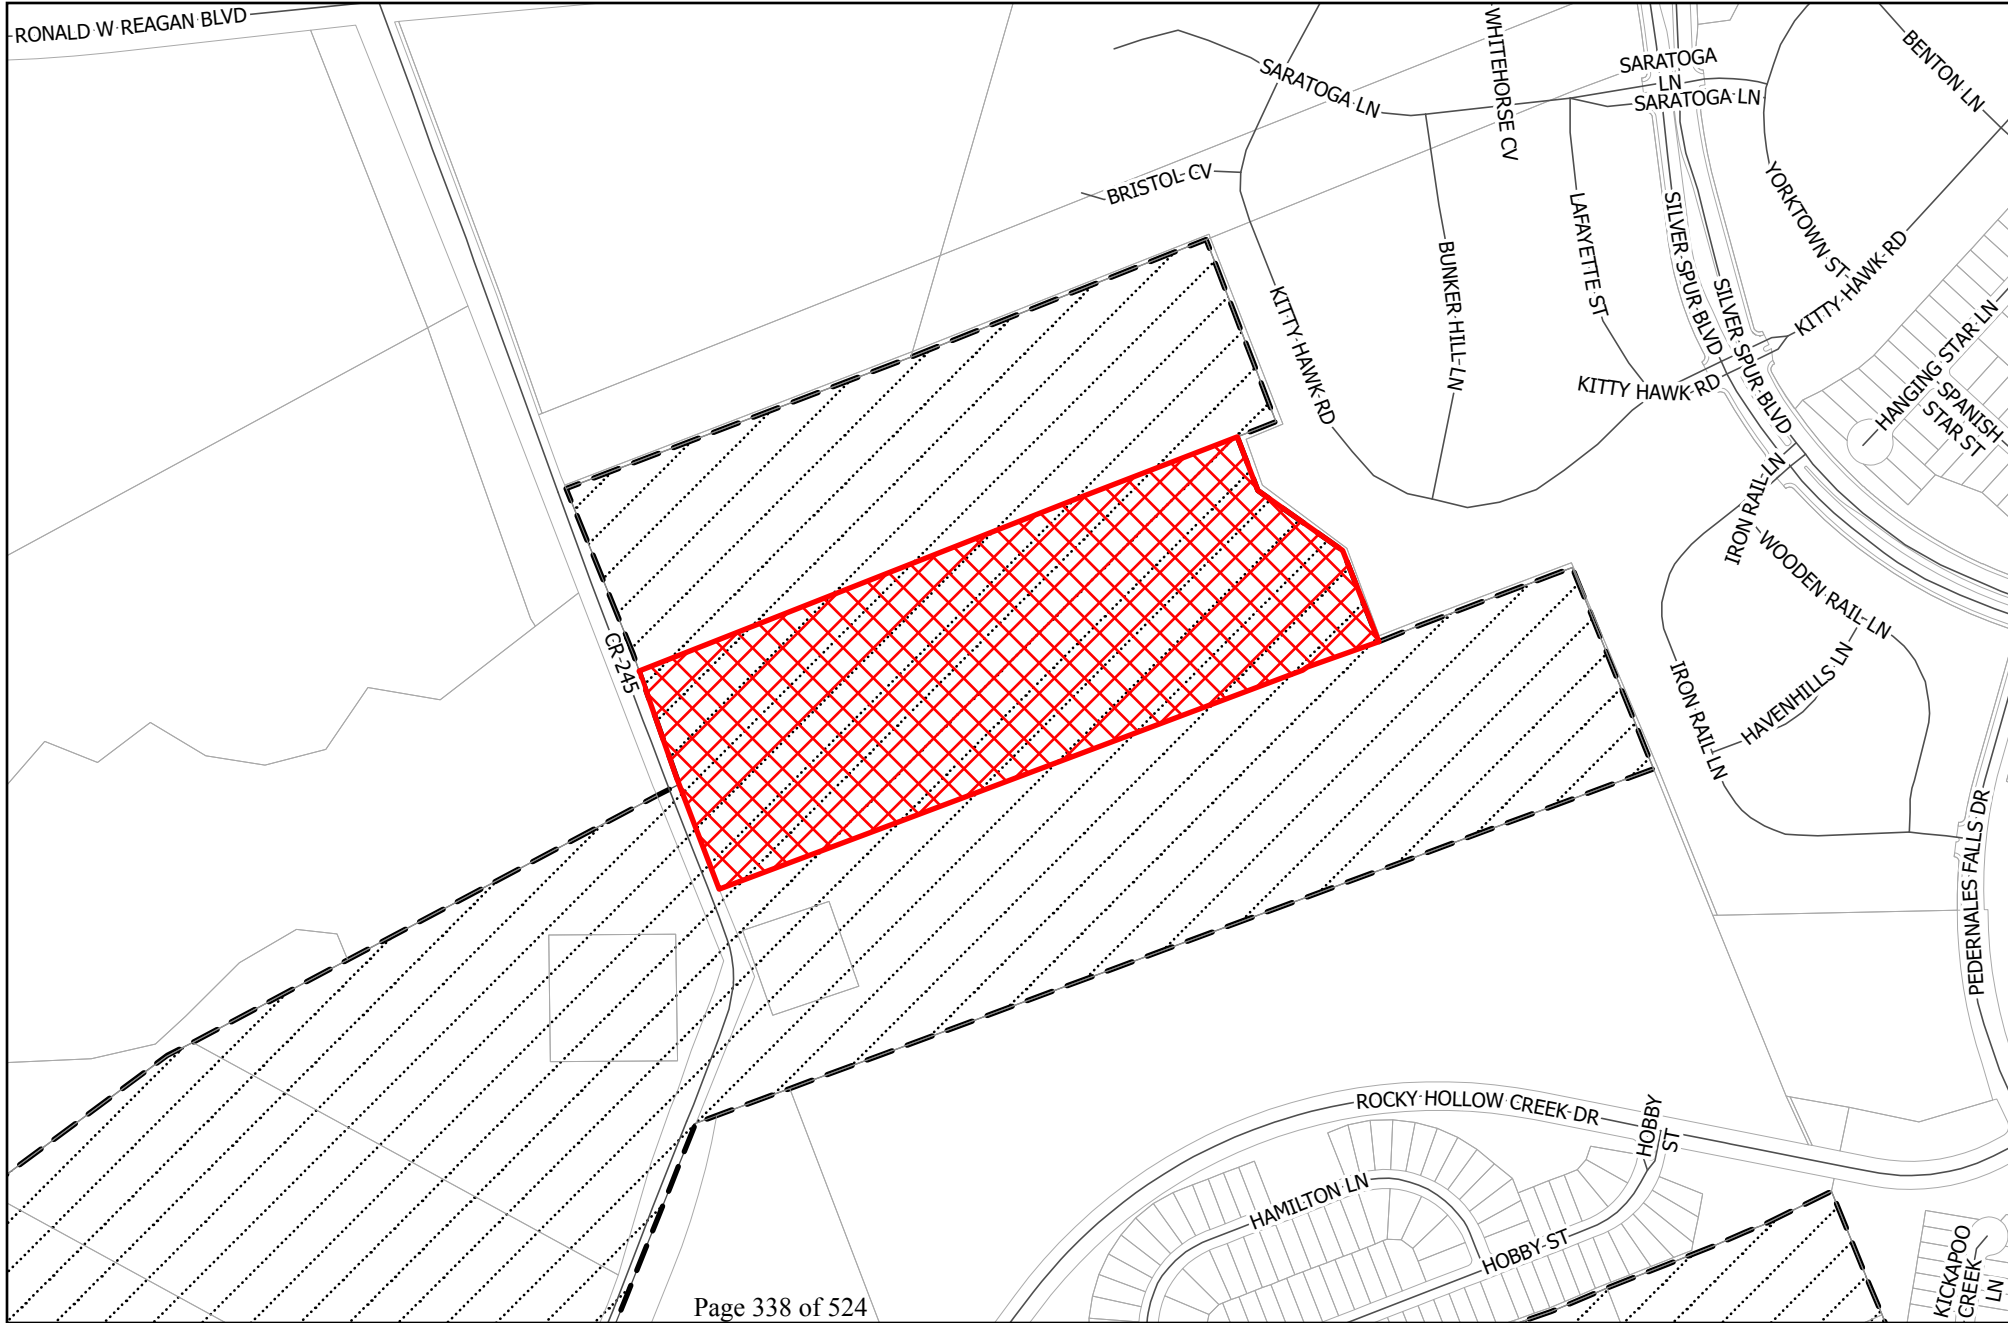 RONALD W REAGAN BLVD
SARATOGA LN
WHITEHORSE CV
SARATOGA
LN
SARATOGA LN
BENTON LN
BRISTOL CV
YORKTOWN ST
LAFAYETTE ST
SILVER SPUR BLVD
SILVER SPUR BLVD
KITTY HAWK RD
BUNKER HILL LN
KITTY HAWK RD
KITTY HAWK RD
HANGING STAR LN
SPANISH
STAR ST
IRON RAIL LN
WOODEN RAIL LN
CR 245
HAVENHILLS LN
IRON RAIL LN
PEDERNALES FALLS DR
ROCKY HOLLOW CREEK DR
HOBBY
ST
HAMILTON LN
HOBBY ST
KICKAPOO
CREEK
LN
Page 338 of 524